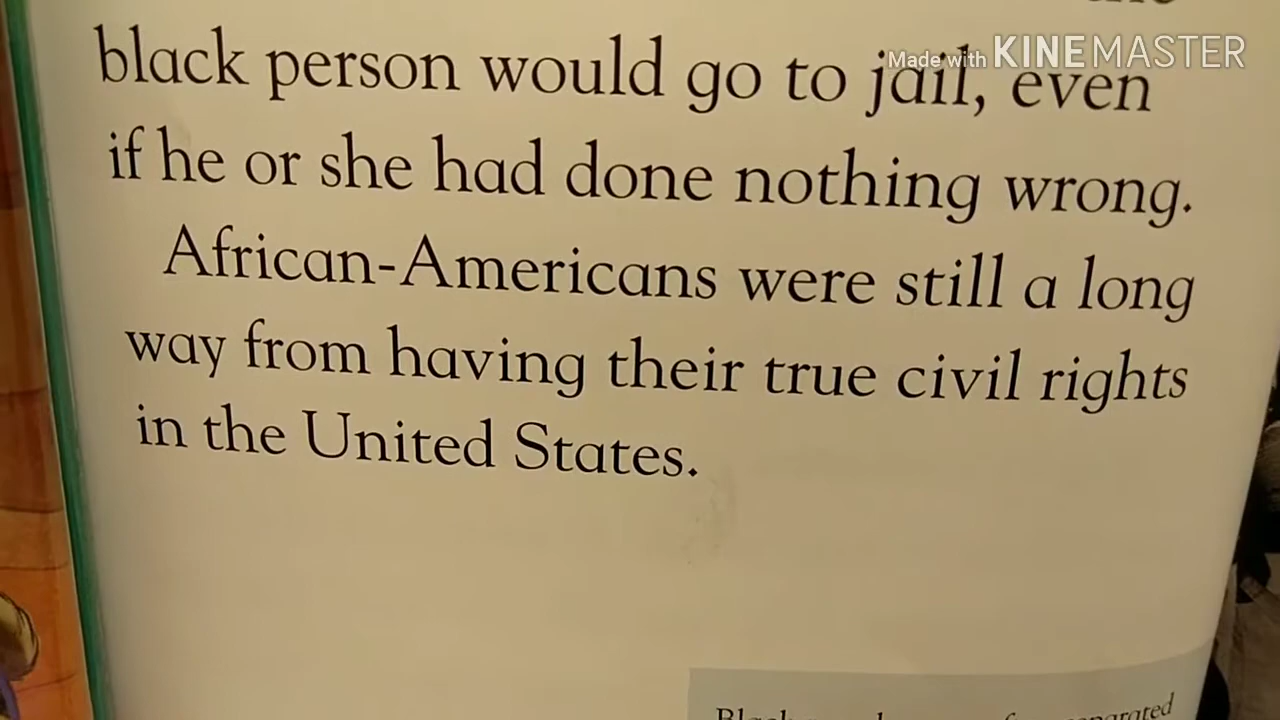 Made with KINEMASTER
black person would go to jail, even
if he or she had done nothing wrong.
African-Americans were still a long
way from having their true civil rights
in the United States.